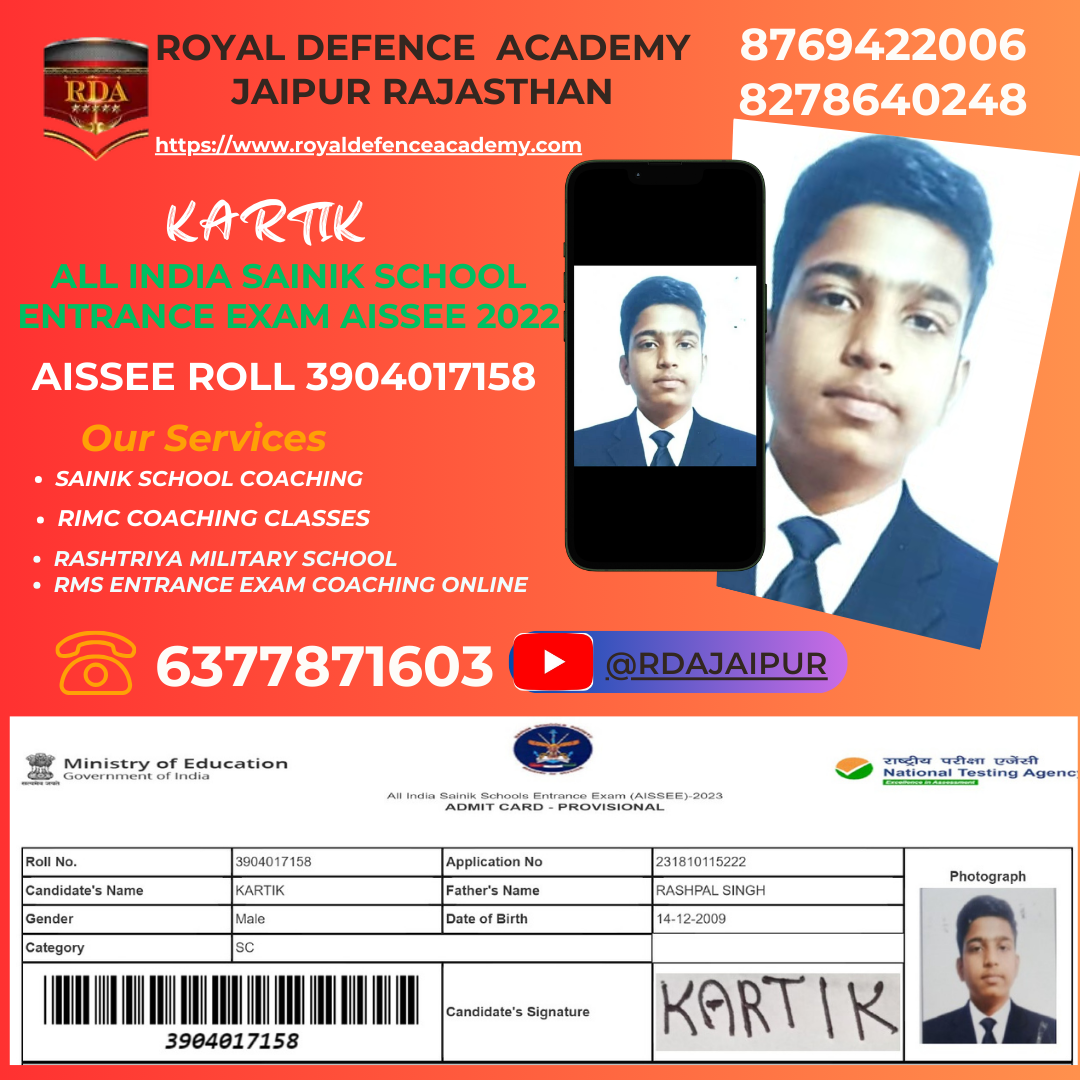 RDA
ROYAL DEFENCE ACADEMY
JAIPUR RAJASTHAN
https://www.royaldefenceacademy.com
8769422006
8278640248
KARTIK
ALL INDIA SAINIK SCHOOL
ENTRANCE EXAM AISSEE 2022
AISSEE ROLL 3904017158
Our Services
• SAINIK SCHOOL COACHING
• RIMC COACHING CLASSES
• RASHTRIYA MILITARY SCHOOL
• RMS ENTRANCE EXAM COACHING ONLINE
6377871603
@RDAJAIPUR
Ministry of Education
Government of India
राष्ट्रीय परीक्षा एजेंसी
National Testing Agenc
Excellence in Assessment
All India Sainik Schools Entrance Exam (AISSEE)-2023
ADMIT CARD - PROVISIONAL
Roll No. 3904017158 Application No 231810115222
Candidate's Name KARTIK Father's Name RASHPAL SINGH
Gender Male Date of Birth 14-12-2009
Category SC
Photograph
3904017158
Candidate's Signature
KARTIK